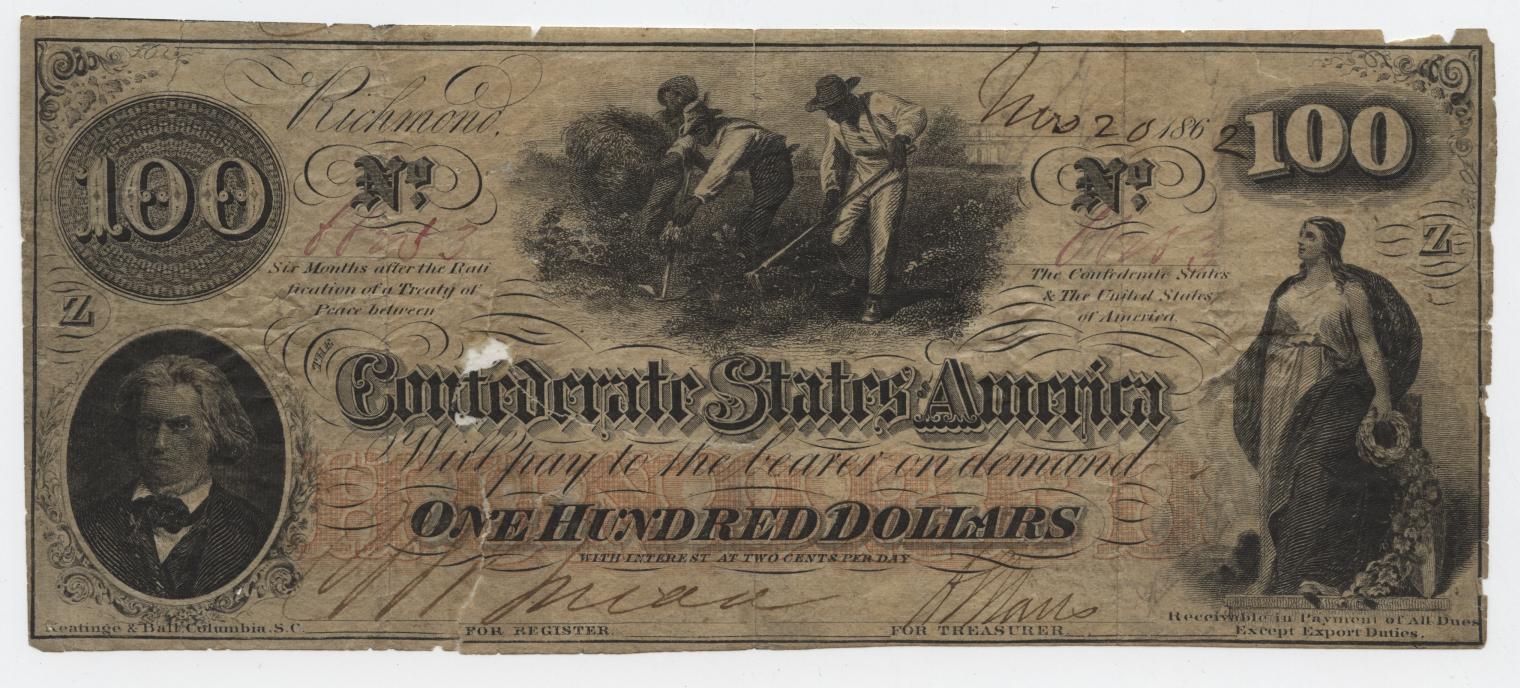 Richmond,
Nov 20 1862
100
100
No.
No.
Six Months after the Rati
fication of a Treaty of
Peace between
The Confederate States
& The United States
of America.
Z
Z
THE
Confederate States America
Will pay to the bearer on demand
ONE HUNDRED DOLLARS
WITH INTEREST AT TWO CENTS PER DAY
FOR REGISTER.
FOR TREASURER.
Keatinge & Ball Columbia, S.C.
Receivable in Payment of All Dues
Except Export Duties.